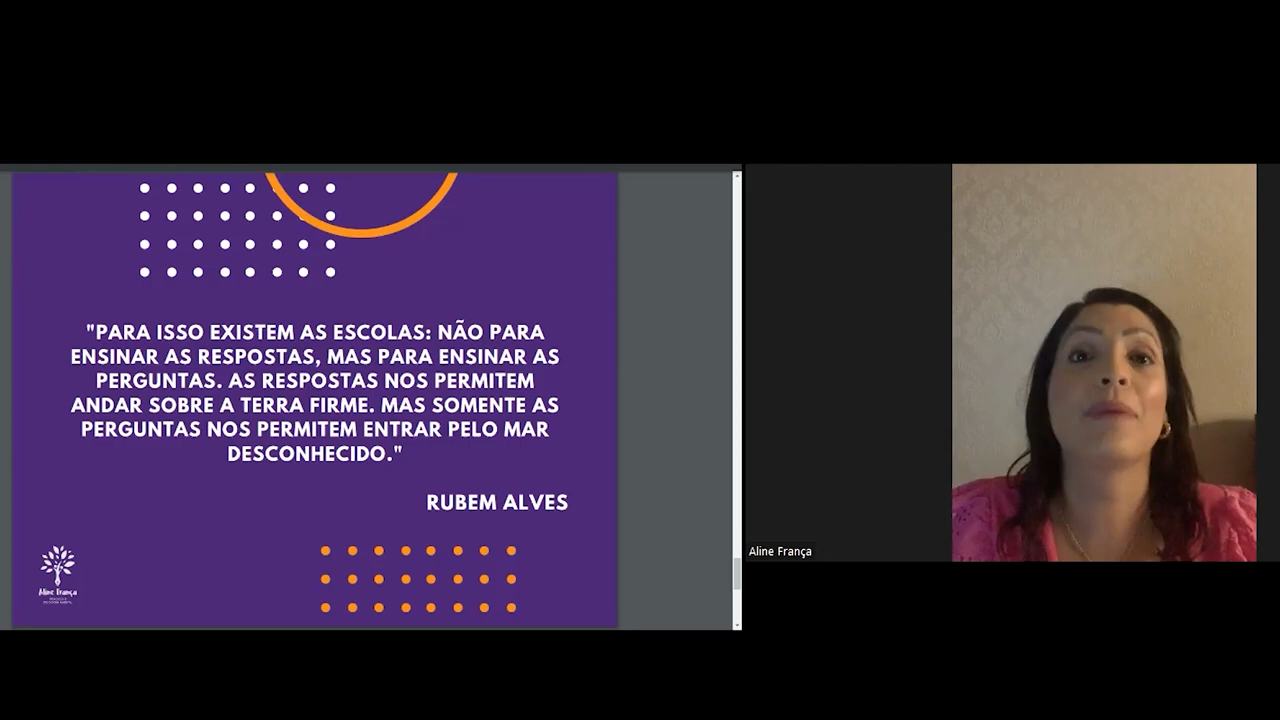 "PARA ISSO EXISTEM AS ESCOLAS: NÃO PARA
ENSINAR AS RESPOSTAS, MAS PARA ENSINAR AS
PERGUNTAS. AS RESPOSTAS NOS PERMITEM
ANDAR SOBRE A TERRA FIRME. MAS SOMENTE AS
PERGUNTAS NOS PERMITEM ENTRAR PELO MAR
DESCONHECIDO."
RUBEM ALVES
Aline França
Aline França